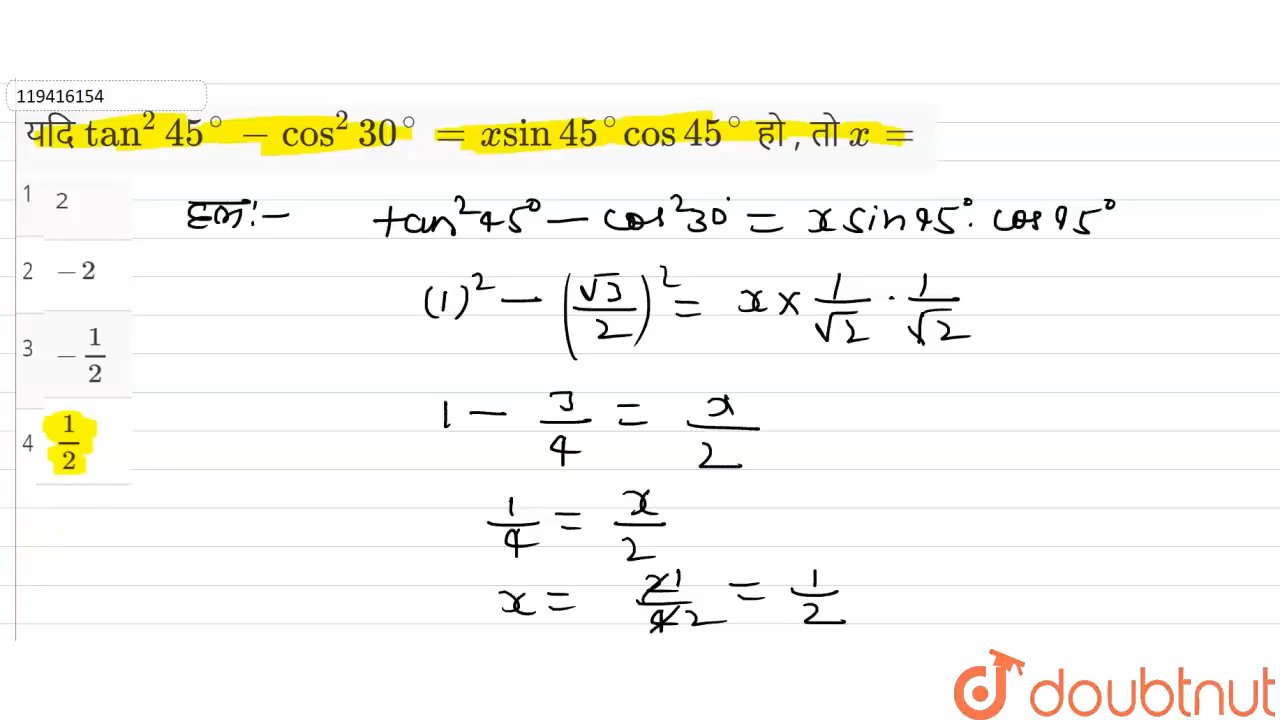 119416154
यदि tan² 45° − cos² 30° = x sin 45° cos 45° हो , तो x =
1 2
2 −2
3 −1/2
4 1/2
हल:-
tan²45° − cos²30° = x sin45°. cos45°
(1)² − (√3/2)² = x × 1/√2 · 1/√2
1 − 3/4 = x/2
1/4 = x/2
x = 2̸1/4̸2 = 1/2
doubtnut